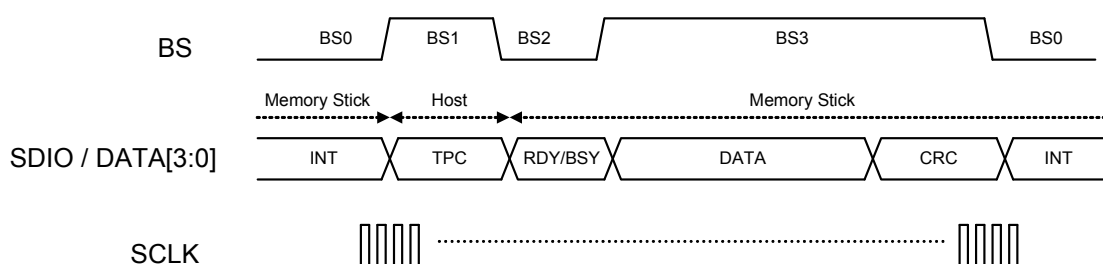 BS BS0 BS1 BS2 BS3 BS0
Memory Stick Host Memory Stick
SDIO / DATA[3:0] INT TPC RDY/BSY DATA CRC INT
SCLK